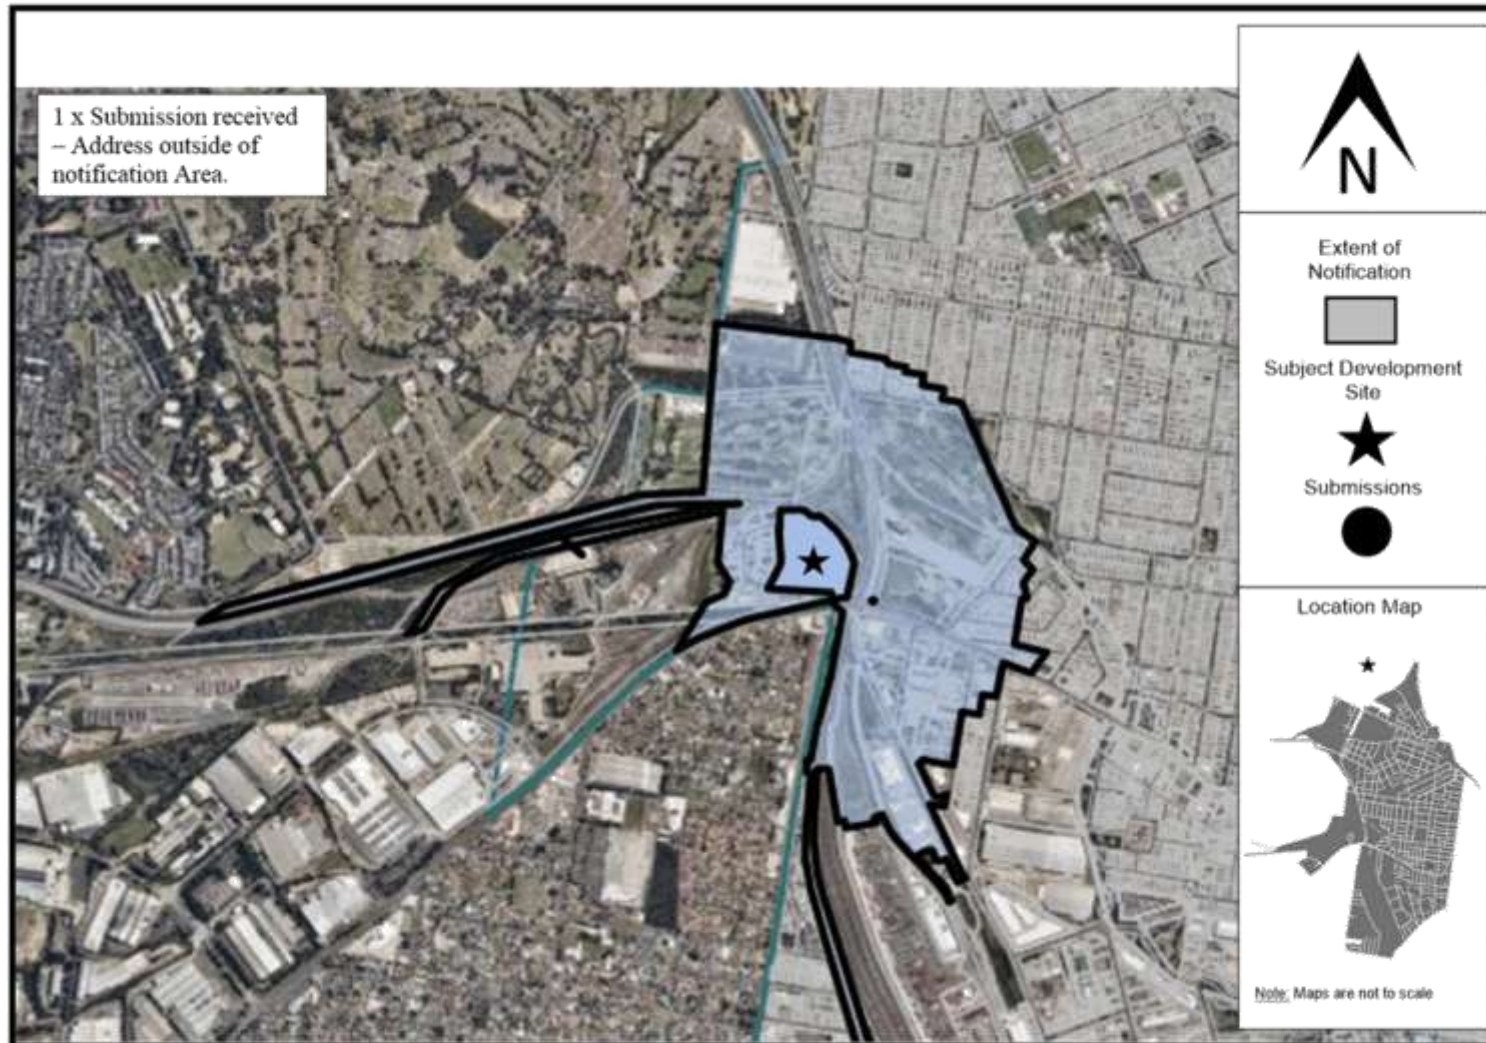 1 x Submission received
– Address outside of
notification Area.
N
Extent of
Notification
Subject Development
Site
Submissions
Location Map
Note: Maps are not to scale